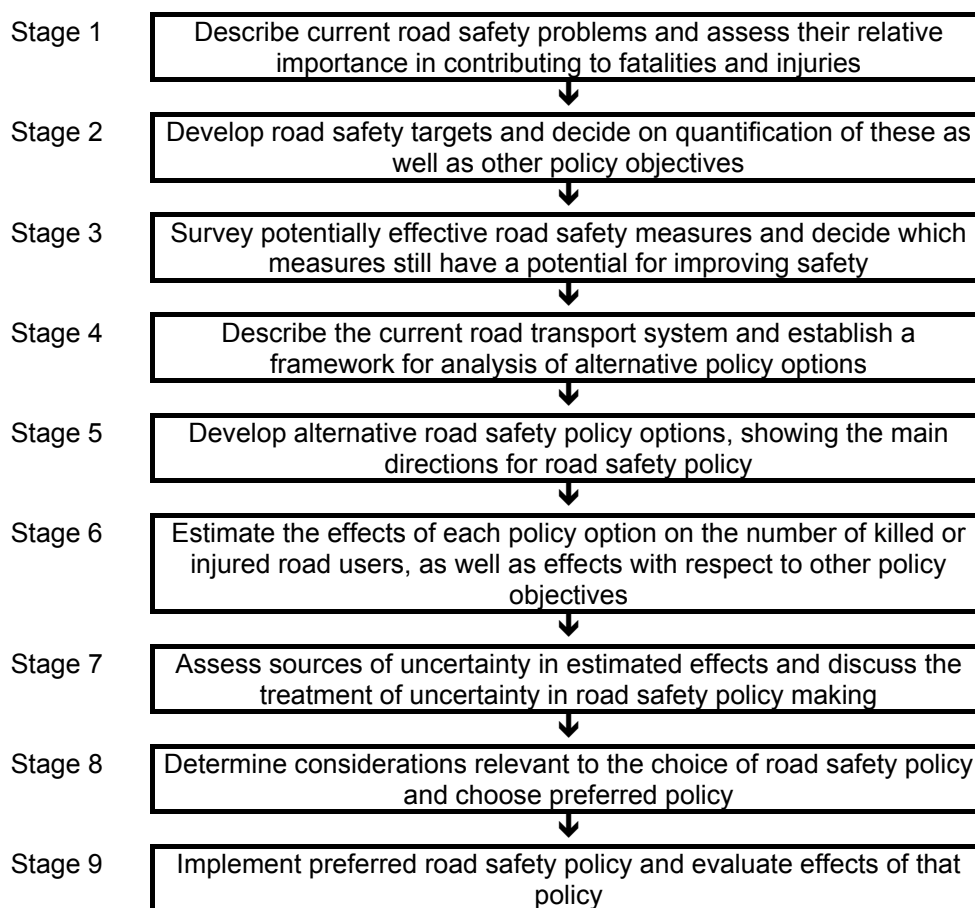 Stage 1
Describe current road safety problems and assess their relative
importance in contributing to fatalities and injuries
Stage 2
Develop road safety targets and decide on quantification of these as
well as other policy objectives
Stage 3
Survey potentially effective road safety measures and decide which
measures still have a potential for improving safety
Stage 4
Describe the current road transport system and establish a
framework for analysis of alternative policy options
Stage 5
Develop alternative road safety policy options, showing the main
directions for road safety policy
Stage 6
Estimate the effects of each policy option on the number of killed or
injured road users, as well as effects with respect to other policy
objectives
Stage 7
Assess sources of uncertainty in estimated effects and discuss the
treatment of uncertainty in road safety policy making
Stage 8
Determine considerations relevant to the choice of road safety policy
and choose preferred policy
Stage 9
Implement preferred road safety policy and evaluate effects of that
policy